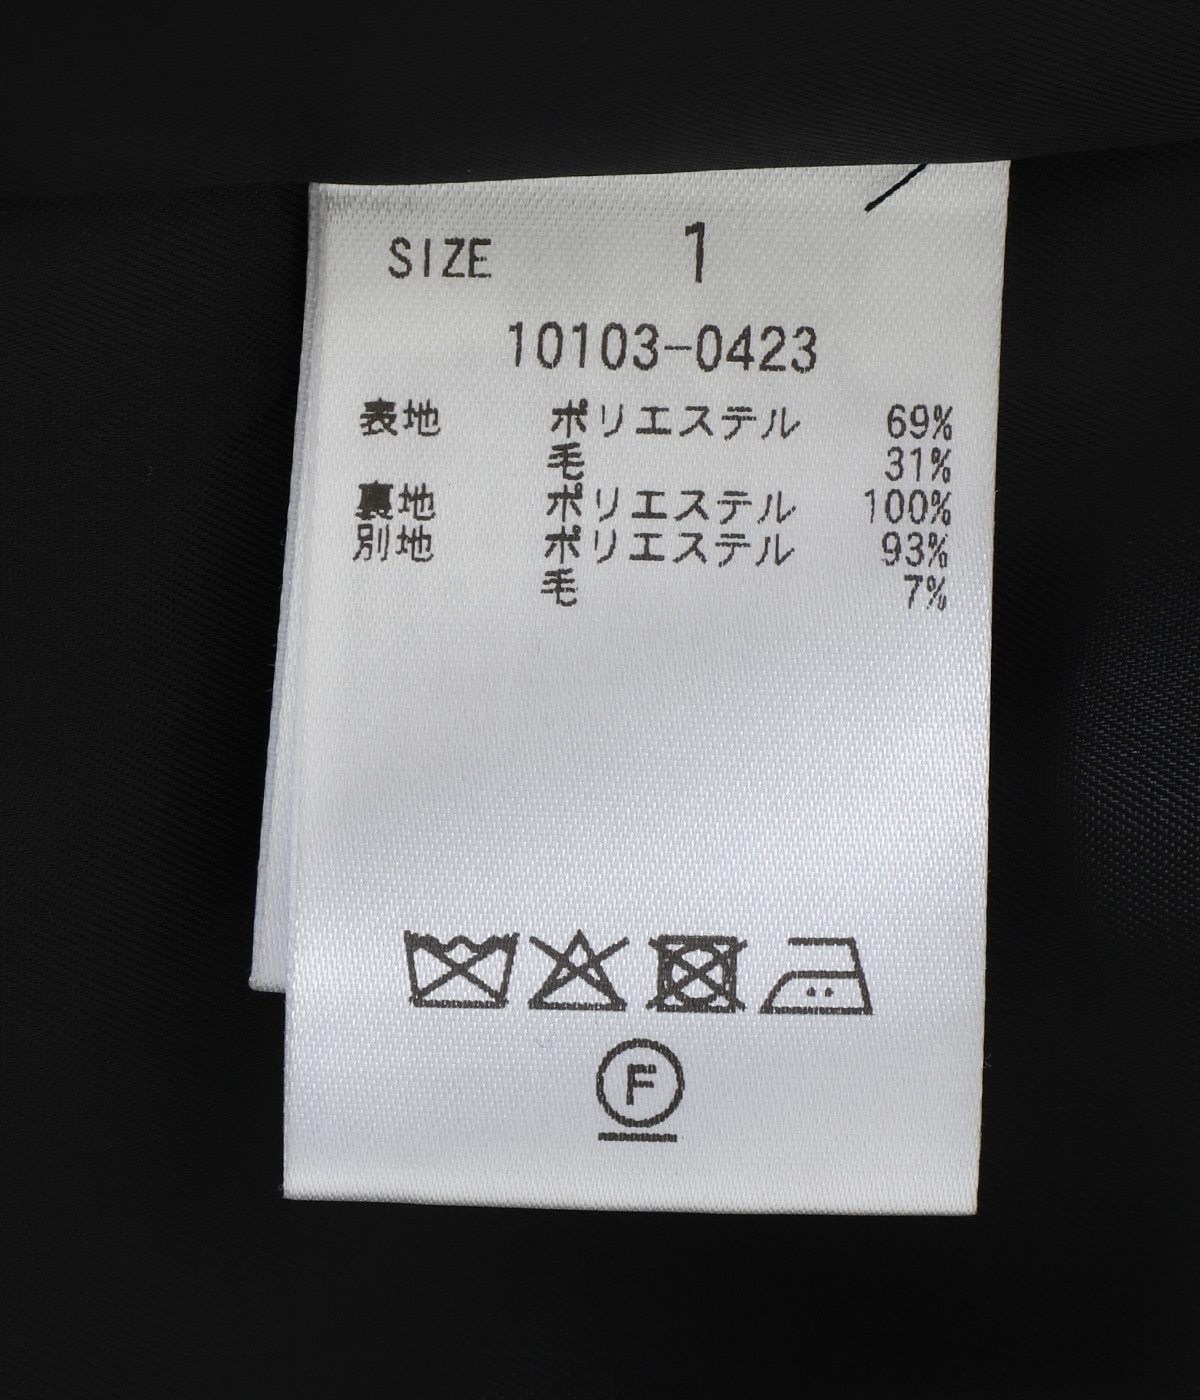 SIZE 1
10103-0423
表地 ポリエステル 69%
毛 31%
裏地 ポリエステル 100%
別地 ポリエステル 93%
毛 7%
F